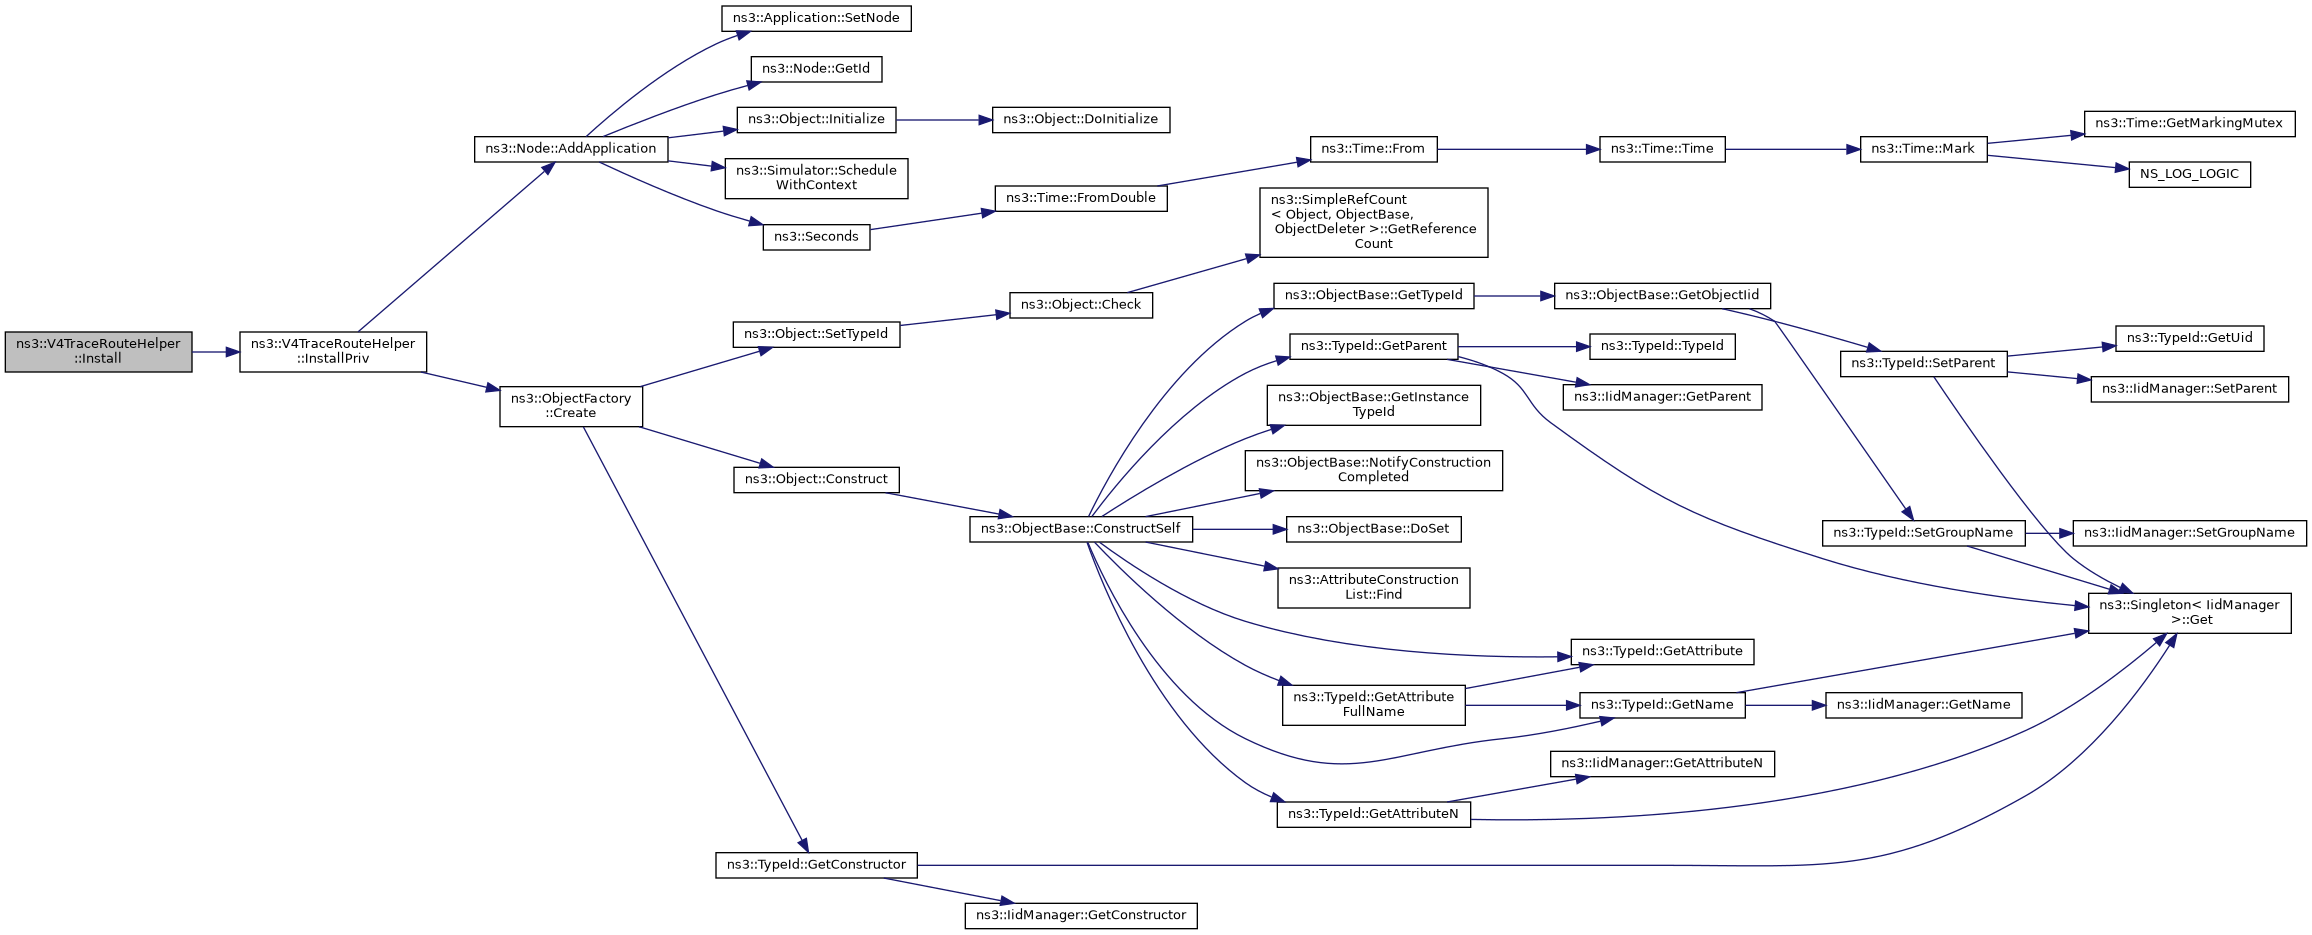 ns3::V4TraceRouteHelper
::Install
ns3::V4TraceRouteHelper
::InstallPriv
ns3::Node::AddApplication
ns3::ObjectFactory
::Create
ns3::Application::SetNode
ns3::Node::GetId
ns3::Object::Initialize
ns3::Simulator::Schedule
WithContext
ns3::Seconds
ns3::Object::SetTypeId
ns3::Object::Construct
ns3::TypeId::GetConstructor
ns3::Object::DoInitialize
ns3::Time::FromDouble
ns3::Object::Check
ns3::ObjectBase::ConstructSelf
ns3::IidManager::GetConstructor
ns3::Time::From
ns3::SimpleRefCount
< Object, ObjectBase,
ObjectDeleter >::GetReference
Count
ns3::ObjectBase::GetTypeId
ns3::TypeId::GetParent
ns3::ObjectBase::GetInstance
TypeId
ns3::ObjectBase::NotifyConstruction
Completed
ns3::ObjectBase::DoSet
ns3::AttributeConstruction
List::Find
ns3::TypeId::GetAttribute
FullName
ns3::TypeId::GetAttributeN
ns3::Time::Time
ns3::ObjectBase::GetObjectIid
ns3::TypeId::TypeId
ns3::IidManager::GetParent
ns3::TypeId::GetAttribute
ns3::TypeId::GetName
ns3::IidManager::GetAttributeN
ns3::Time::Mark
ns3::TypeId::SetParent
ns3::TypeId::SetGroupName
ns3::IidManager::GetName
ns3::Time::GetMarkingMutex
NS_LOG_LOGIC
ns3::TypeId::GetUid
ns3::IidManager::SetParent
ns3::IidManager::SetGroupName
ns3::Singleton< IidManager
>::Get